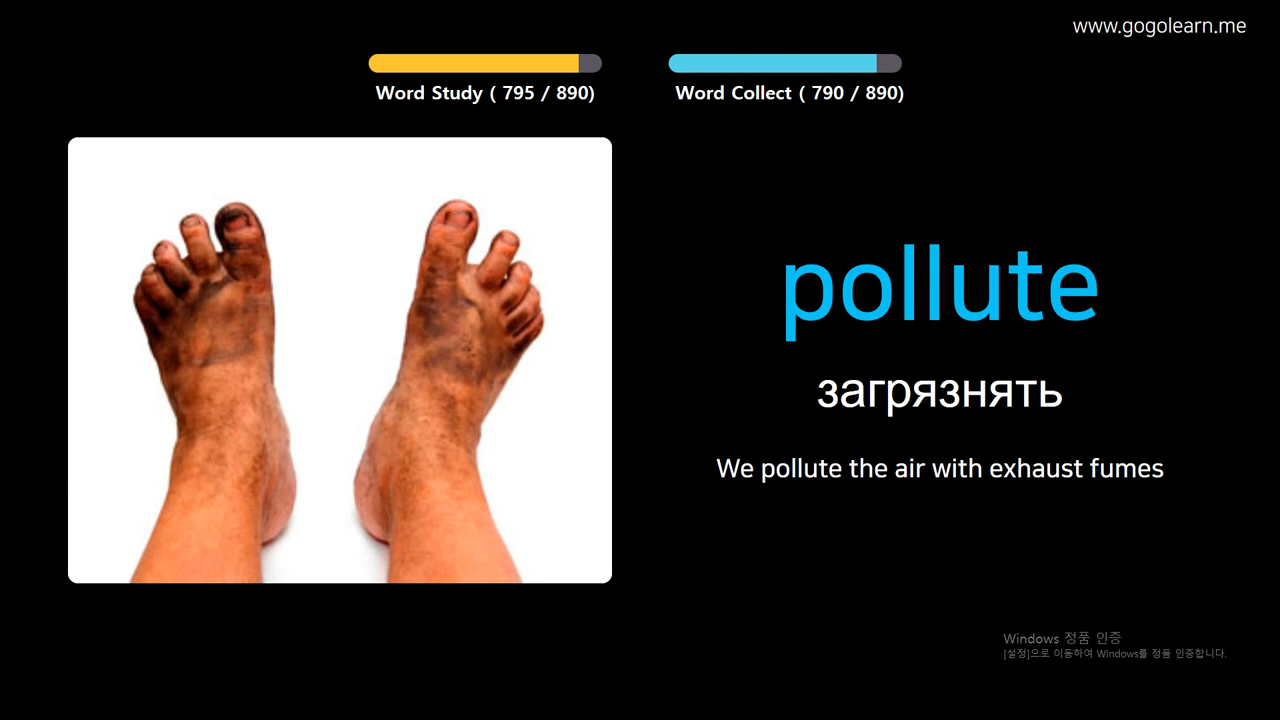 www.gogolearn.me
Word Study ( 795 / 890)
Word Collect ( 790 / 890)
pollute
загрязнять
We pollute the air with exhaust fumes
Windows 정품 인증
[설정]으로 이동하여 Windows를 정품 인증합니다.